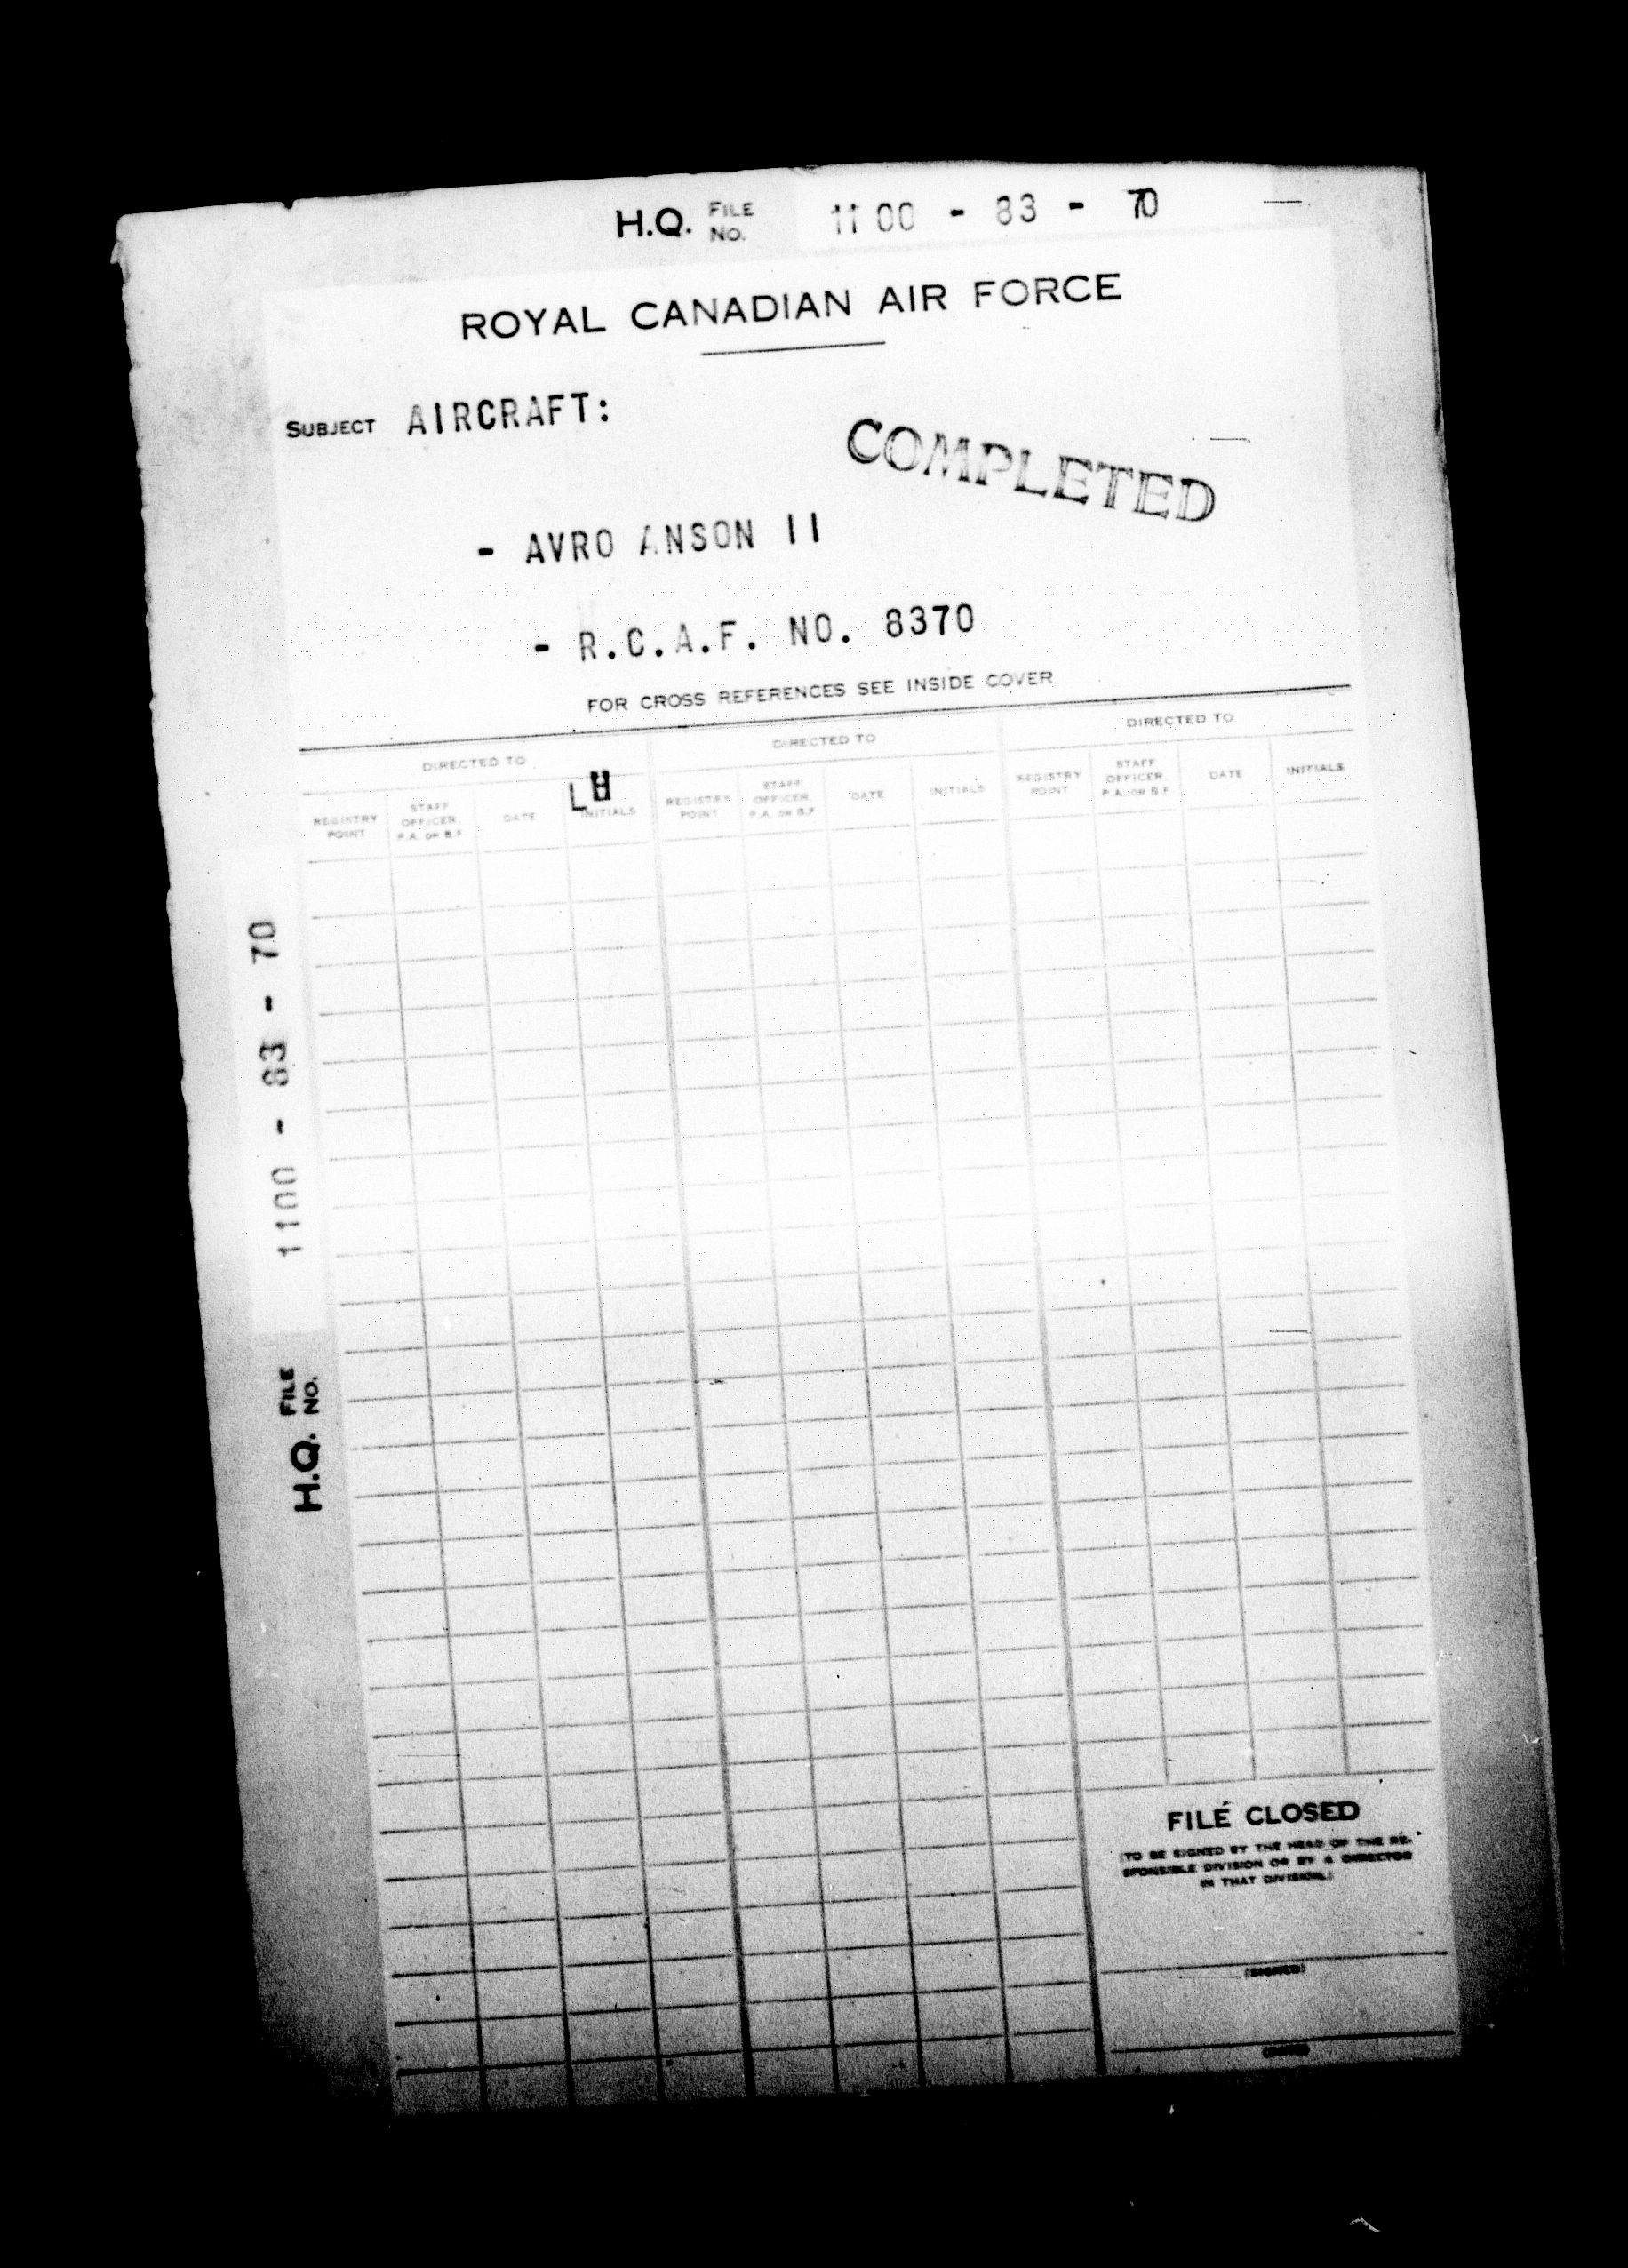 H.Q. FILE NO. 1100 - 83 - 70
ROYAL CANADIAN AIR FORCE
SUBJECT AIRCRAFT:
COMPLETED
- AVRO ANSON II
- R.C.A.F. NO. 8370
FOR CROSS REFERENCES SEE INSIDE COVER
DIRECTED TO DIRECTED TO DIRECTED TO
LH
REGISTRY POINT STAFF OFFICER, P.A. OR B.F. DATE INITIALS REGISTRY POINT STAFF OFFICER, P.A. OR B.F. DATE INITIALS REGISTRY POINT STAFF OFFICER, P.A. OR B.F. DATE INITIALS
H.Q. FILE NO. 1100 - 83 - 70
FILE CLOSED
(TO BE SIGNED BY THE HEAD OF THE RE-
SPONSIBLE DIVISION OR BY A DIRECTOR
IN THAT DIVISION.)
(SIGNED)